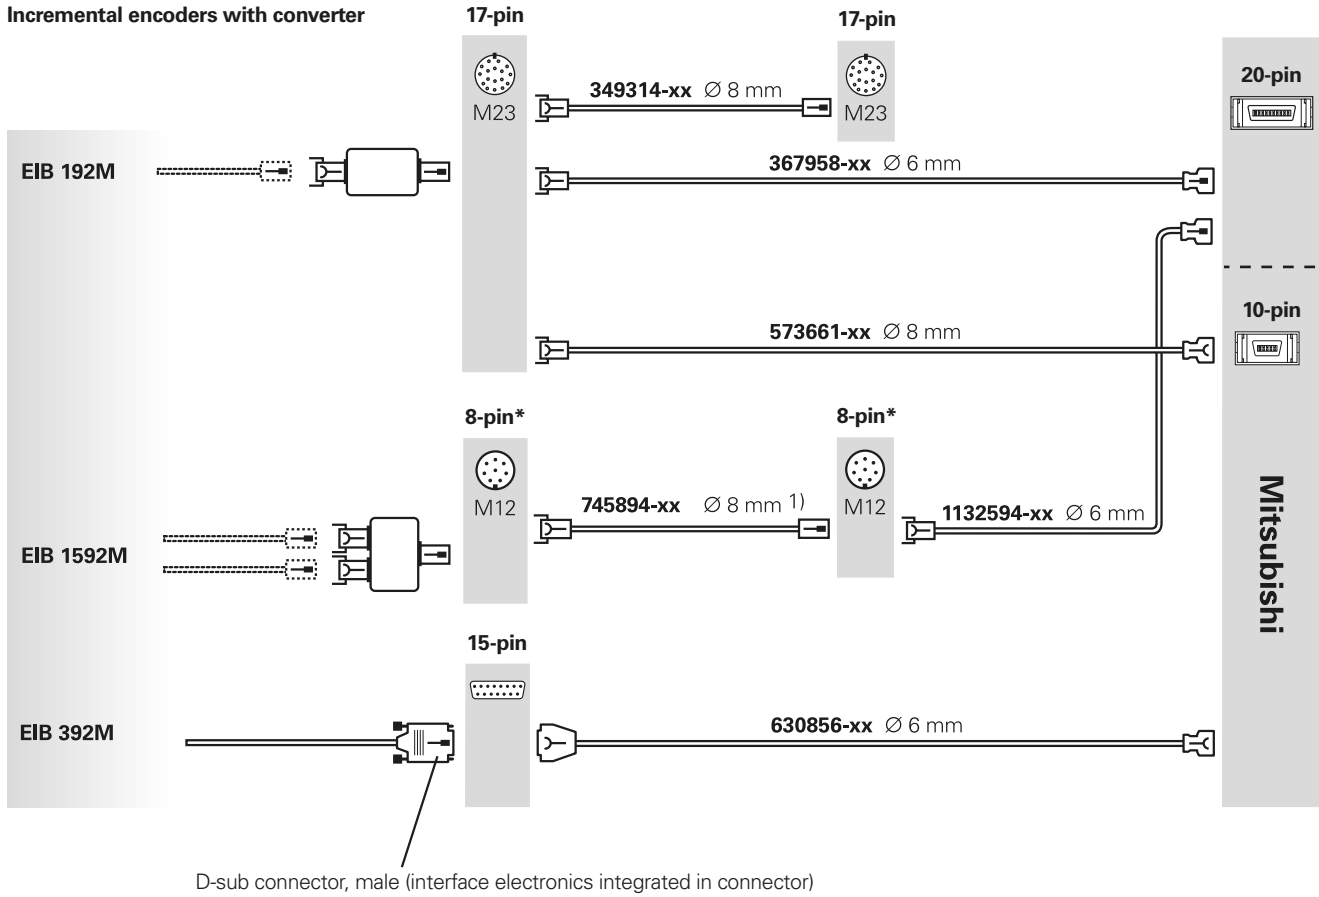 Incremental encoders with converter
17-pin
17-pin
20-pin
349314-xx Ø 8 mm
M23
M23
EIB 192M
367958-xx Ø 6 mm
10-pin
573661-xx Ø 8 mm
8-pin*
8-pin*
745894-xx Ø 8 mm 1)
M12
M12
1132594-xx Ø 6 mm
EIB 1592M
Mitsubishi
15-pin
EIB 392M
630856-xx Ø 6 mm
D-sub connector, male (interface electronics integrated in connector)